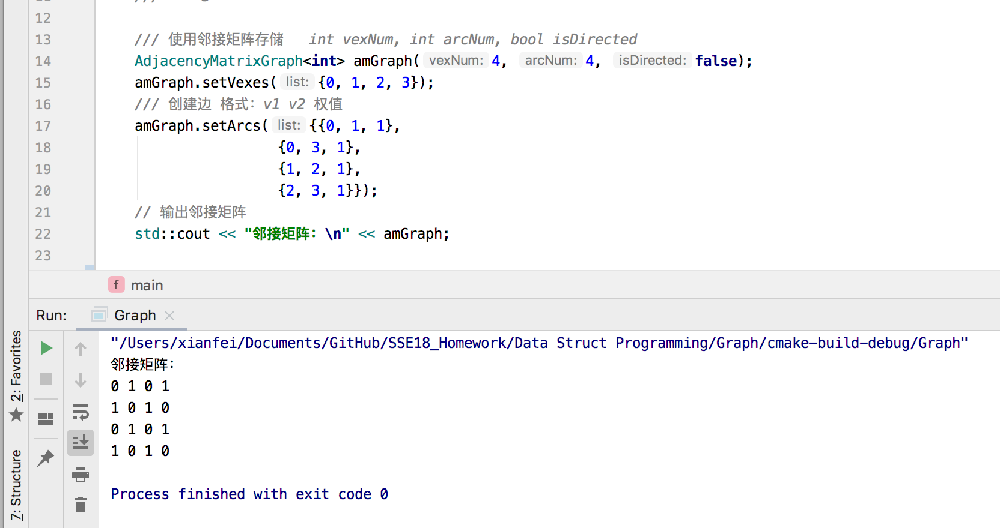 12
13 /// 使用邻接矩阵存储 int vexNum, int arcNum, bool isDirected
14 AdjacencyMatrixGraph<int> amGraph( vexNum: 4, arcNum: 4, isDirected: false);
15 amGraph.setVexes( list: {0, 1, 2, 3});
16 /// 创建边 格式：v1 v2 权值
17 amGraph.setArcs( list: {{0, 1, 1},
18 {0, 3, 1},
19 {1, 2, 1},
20 {2, 3, 1}});
21 // 输出邻接矩阵
22 std::cout << "邻接矩阵：\n" << amGraph;
23
f main
Run: Graph
2: Favorites
7: Structure
"/Users/xianfei/Documents/GitHub/SSE18_Homework/Data Struct Programming/Graph/cmake-build-debug/Graph"
邻接矩阵：
0 1 0 1
1 0 1 0
0 1 0 1
1 0 1 0
Process finished with exit code 0